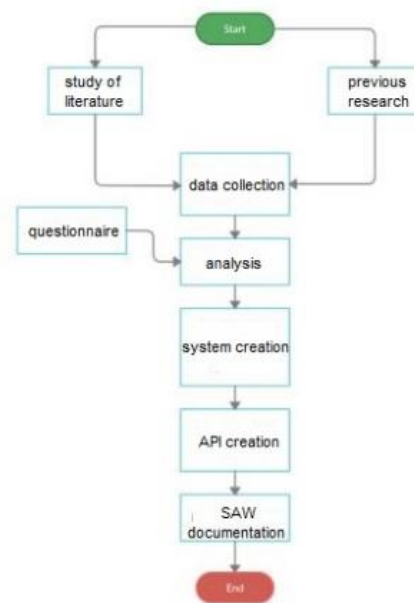 Start
study of
literature
previous
research
data collection
questionnaire
analysis
system creation
API creation
SAW
documentation
End